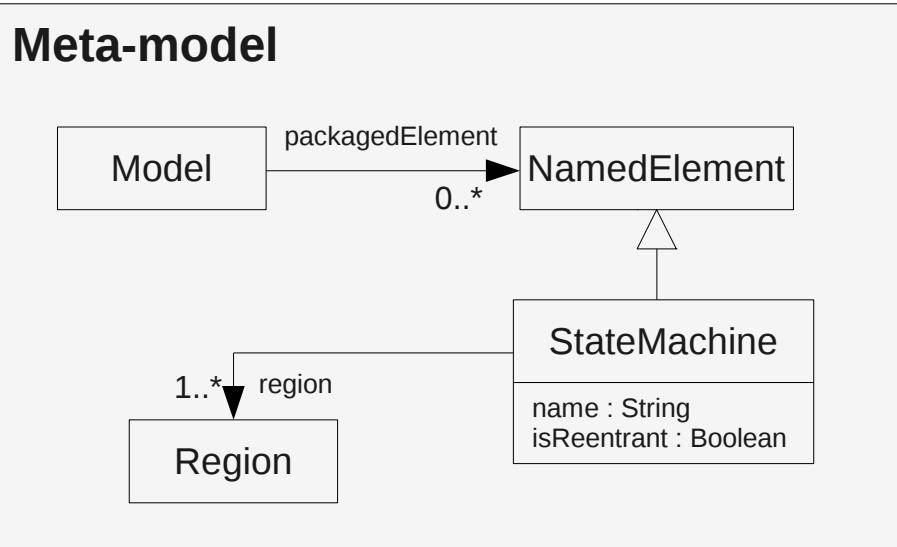 Meta-model
packagedElement
Model
NamedElement
0..*
StateMachine
1..*
region
name : String
isReentrant : Boolean
Region